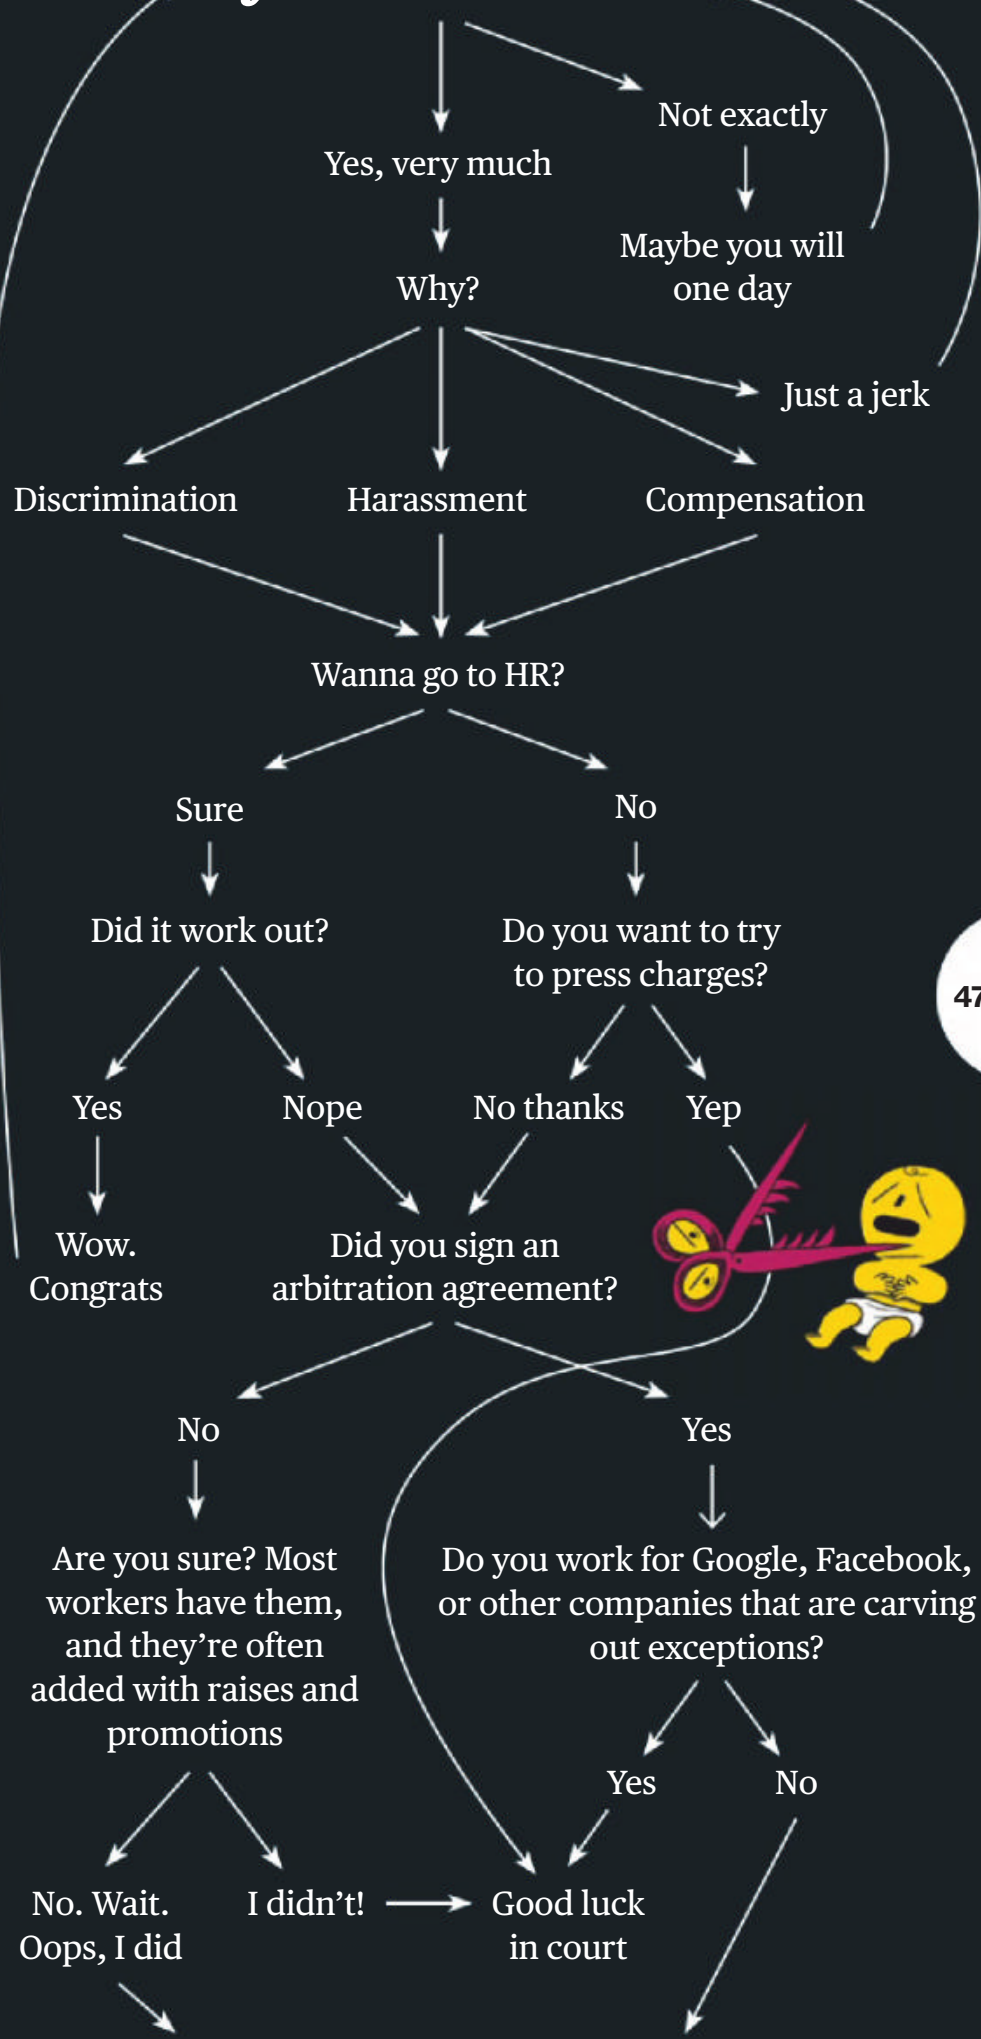 Not exactly
Yes, very much
Maybe you will
one day
Why?
Just a jerk
Discrimination
Harassment
Compensation
Wanna go to HR?
Sure
No
Did it work out?
Do you want to try
to press charges?
47
Yes
Nope
No thanks
Yep
Wow.
Congrats
Did you sign an
arbitration agreement?
No
Yes
Are you sure? Most
workers have them,
and they’re often
added with raises and
promotions
Do you work for Google, Facebook,
or other companies that are carving
out exceptions?
Yes
No
No. Wait.
Oops, I did
I didn’t!
Good luck
in court